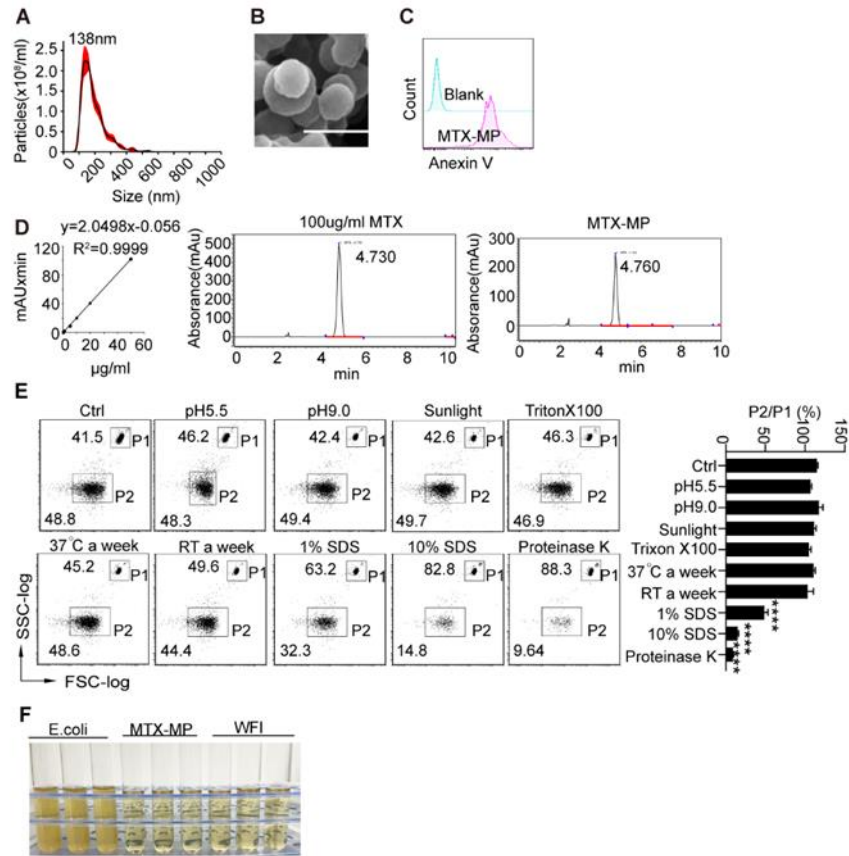 A
138nm
Particles(x10⁸/ml)
2.5
2.0
1.5
1.0
0.5
0
0 200 400 600 800 1000
Size (nm)
B
C
Count
Blank
MTX-MP
Anexin V
D
y=2.0498x-0.056
R²=0.9999
mAUxmin
120
80
40
0
0 20 40 60
µg/ml
100ug/ml MTX
4.730
Absorance(mAu)
500
400
300
200
100
0
0 2 4 6 8 10
min
MTX-MP
4.760
Absorance(mAu)
300
200
100
0
0 2 4 6 8 10
min
E
Ctrl pH5.5 pH9.0 Sunlight TritonX100
41.5 P1 46.2 P1 42.4 P1 42.6 P1 46.3 P1
P2 P2 P2 P2 P2
48.8 48.3 49.4 49.7 46.9
37°C a week RT a week 1% SDS 10% SDS Proteinase K
45.2 P1 49.6 P1 63.2 P1 82.8 P1 88.3 P1
P2 P2 P2 P2 P2
48.6 44.4 32.3 14.8 9.64
SSC-log
FSC-log
P2/P1 (%)
0 50 100 150
Ctrl
pH5.5
pH9.0
Sunlight
Trixon X100
37°C a week
RT a week
1% SDS ****
10% SDS ****
Proteinase K ****
F
E.coli MTX-MP WFI